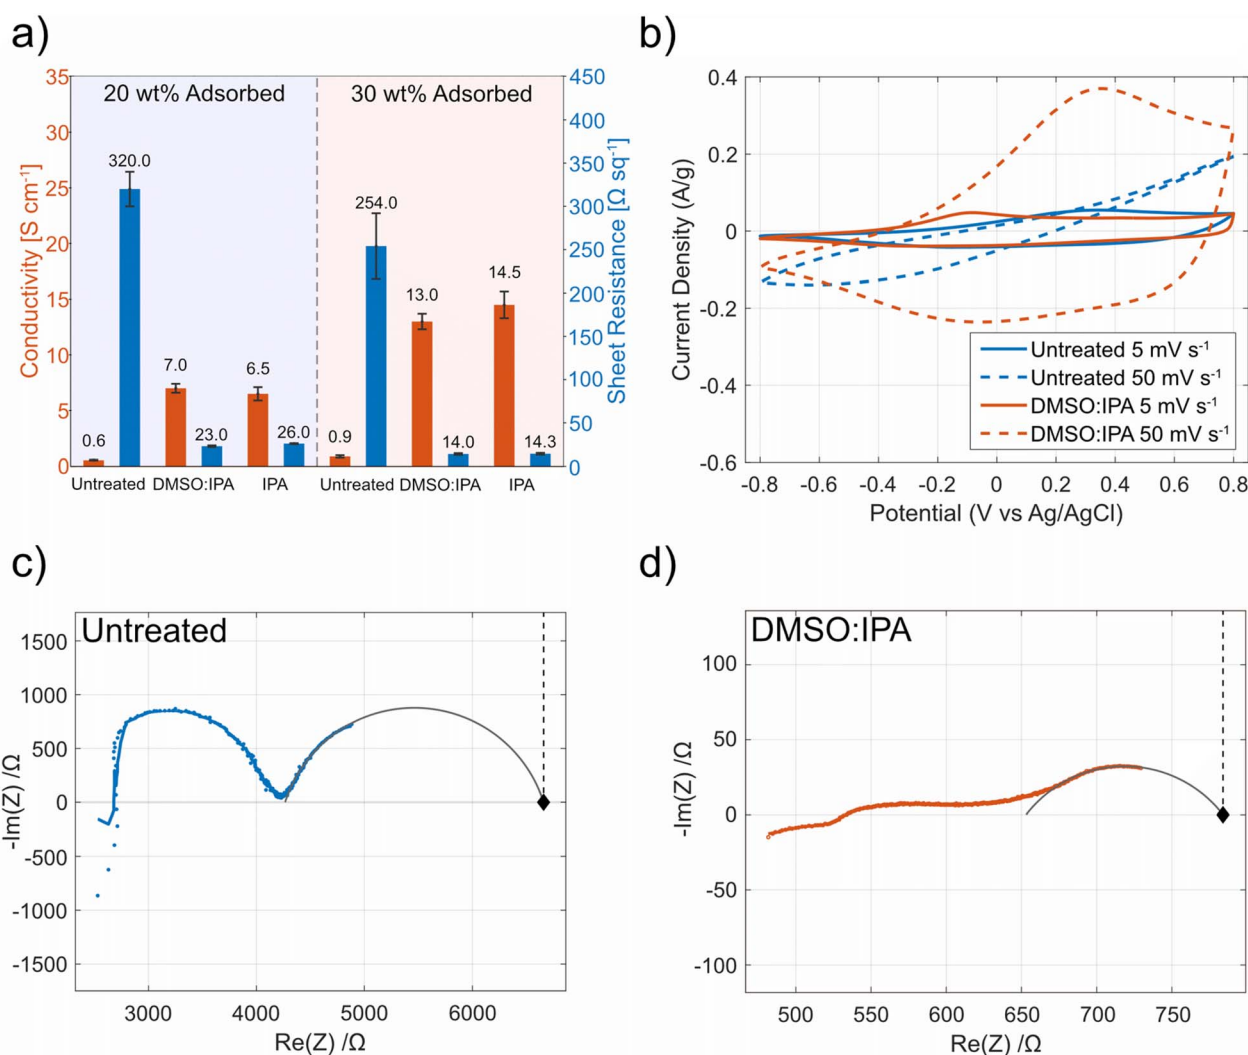 a)
35
30
25
20
15
10
5
0
Conductivity [S cm⁻¹]
20 wt% Adsorbed
30 wt% Adsorbed
320.0
0.6
7.0
23.0
6.5
26.0
254.0
0.9
13.0
14.0
14.5
14.3
Untreated DMSO:IPA IPA Untreated DMSO:IPA IPA
450
400
350
300
250
200
150
100
50
0
Sheet Resistance [Ω sq⁻¹]
b)
0.4
0.2
0
-0.2
-0.4
-0.6
Current Density (A/g)
Untreated 5 mV s⁻¹
Untreated 50 mV s⁻¹
DMSO:IPA 5 mV s⁻¹
DMSO:IPA 50 mV s⁻¹
-0.8 -0.6 -0.4 -0.2 0 0.2 0.4 0.6 0.8
Potential (V vs Ag/AgCl)
c)
Untreated
1500
1000
500
0
-500
-1000
-1500
-Im(Z) /Ω
3000 4000 5000 6000
Re(Z) /Ω
d)
DMSO:IPA
100
50
0
-50
-100
-Im(Z) /Ω
500 550 600 650 700 750
Re(Z) /Ω